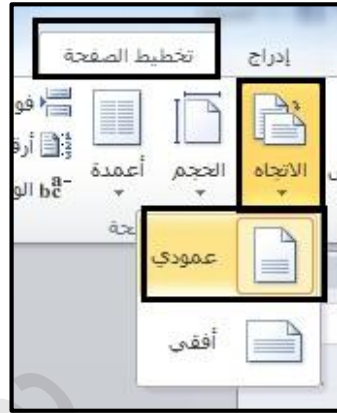 إدراج تخطيط الصفحة
الاتجاه الحجم أعمدة
عمودي
أفقي